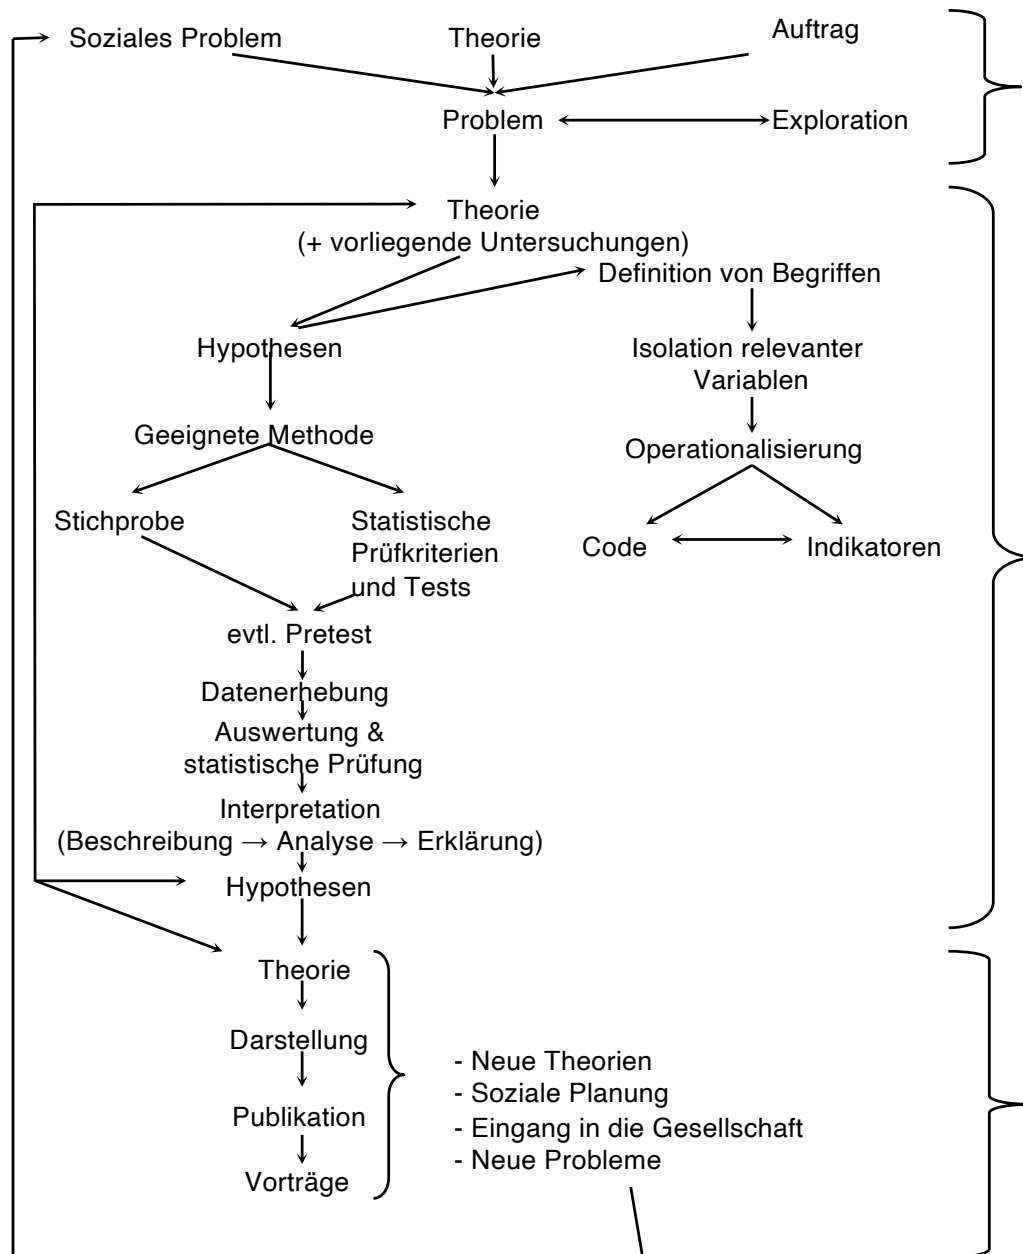 Soziales Problem
Theorie
Auftrag
Problem
Exploration
Theorie
(+ vorliegende Untersuchungen)
Definition von Begriffen
Hypothesen
Isolation relevanter
Variablen
Geeignete Methode
Operationalisierung
Stichprobe
Statistische
Prüfkriterien
und Tests
Code
Indikatoren
evtl. Pretest
Datenerhebung
Auswertung &
statistische Prüfung
Interpretation
(Beschreibung → Analyse → Erklärung)
Hypothesen
Theorie
Darstellung
Publikation
Vorträge
- Neue Theorien
- Soziale Planung
- Eingang in die Gesellschaft
- Neue Probleme